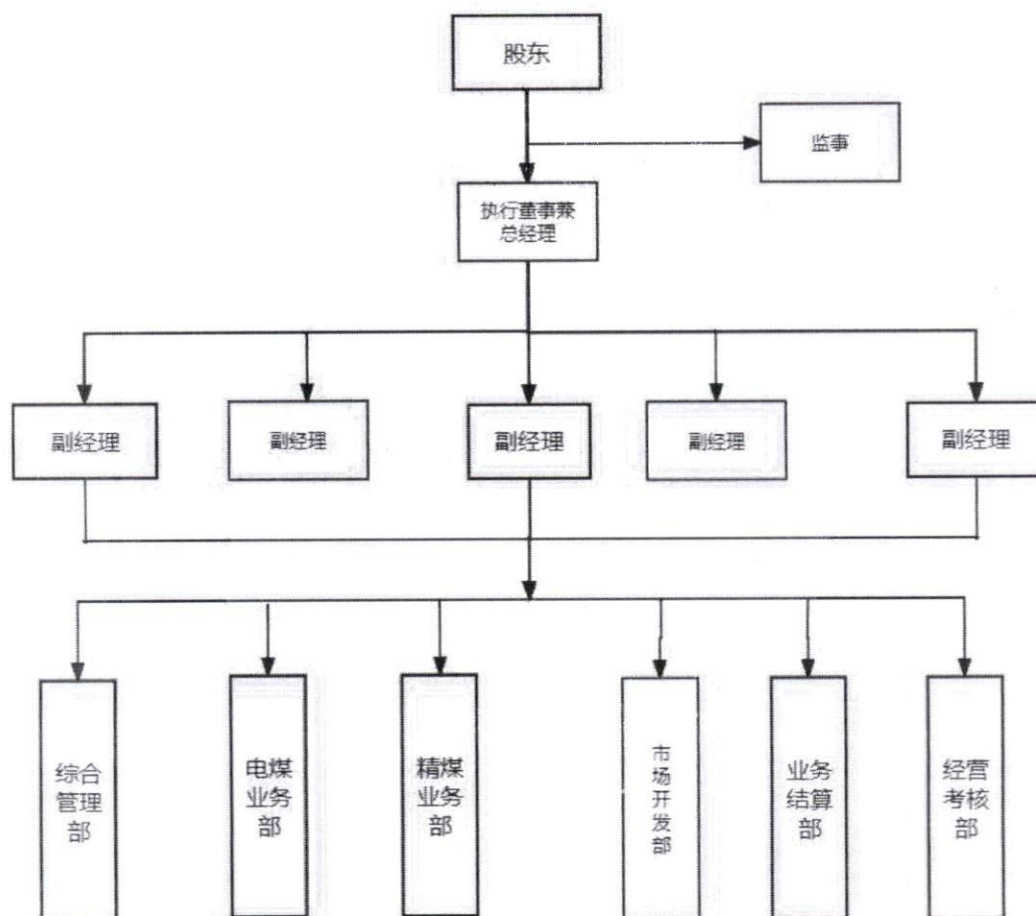 股东
监事
执行董事兼
总经理
副经理
副经理
副经理
副经理
副经理
综合
管理
部
电煤
业务
部
精煤
业务
部
市
场
开
发
部
业务
结算
部
经营
考核
部